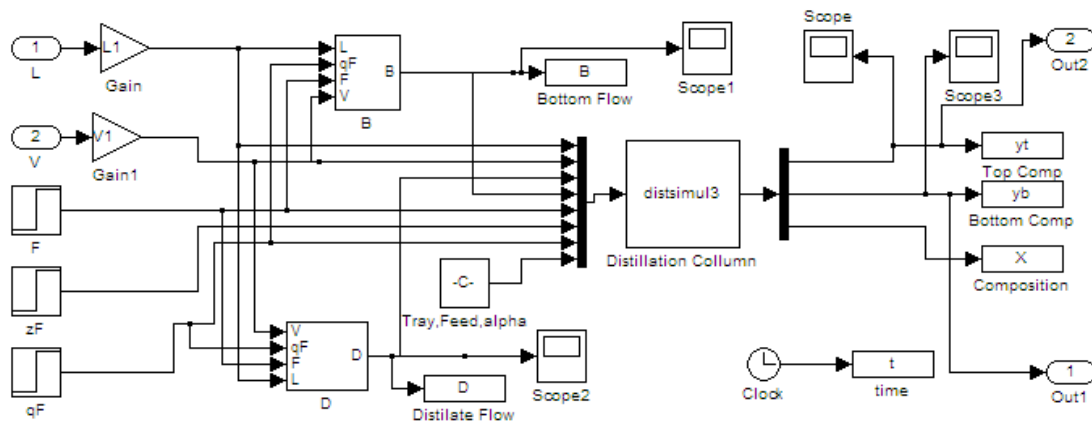 1
L
L1
Gain
2
V
V1
Gain1
F
zF
qF
L
qF
F
V
B
B
B
Bottom Flow
Scope1
Scope
Scope3
2
Out2
yt
Top Comp
yb
Bottom Comp
X
Composition
distsimul3
Distillation Collumn
-C-
Tray,Feed,alpha
V
qF
F
L
D
D
D
Distilate Flow
Scope2
Clock
t
time
1
Out1